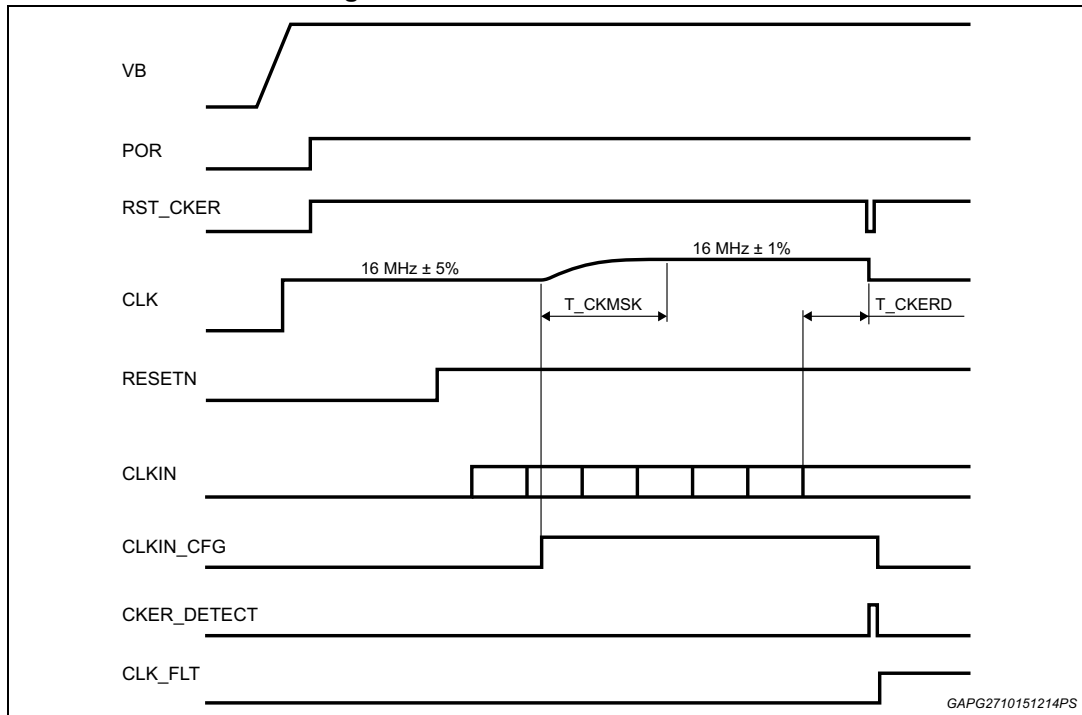 VB
POR
RST_CKER
16 MHz ± 5%
16 MHz ± 1%
CLK
T_CKMSK
T_CKERD
RESETN
CLKIN
CLKIN_CFG
CKER_DETECT
CLK_FLT
GAPG2710151214PS